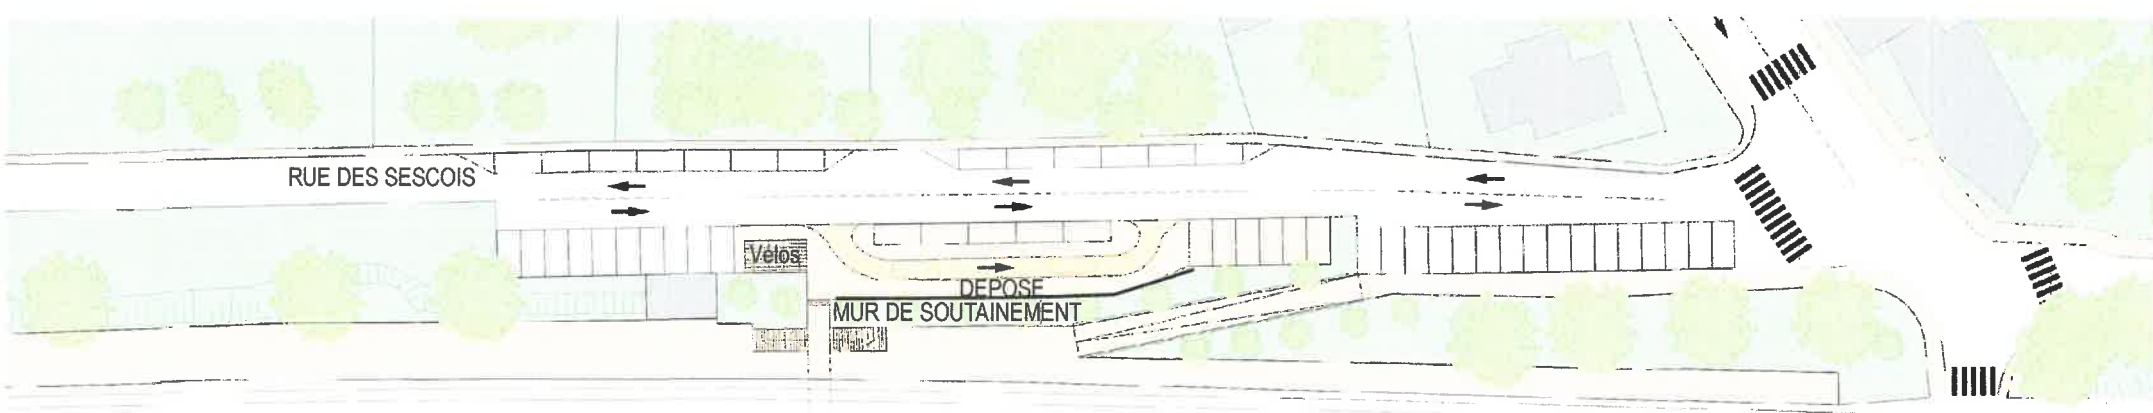 RUE DES SESCOIS
Vélos
DEPOSE
MUR DE SOUTAINEMENT